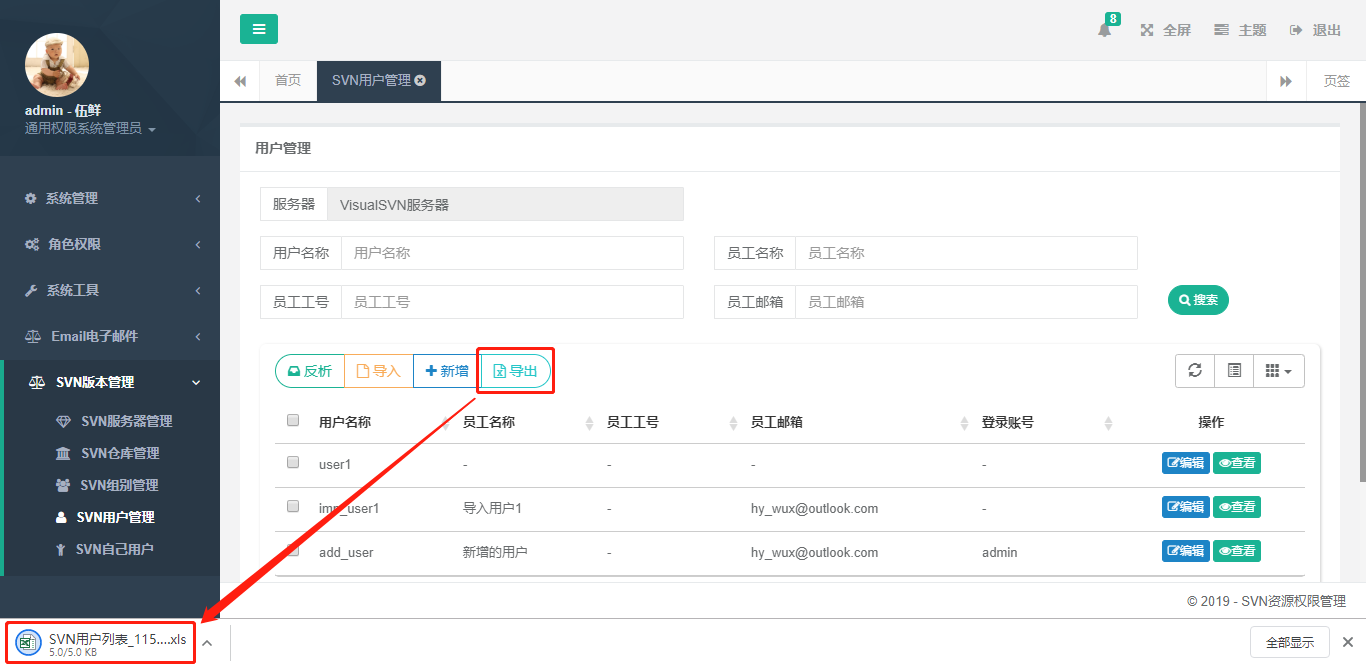 8
全屏
主题
退出
首页
SVN用户管理
页签
admin - 伍鲜
通用权限系统管理员
系统管理
角色权限
系统工具
Email电子邮件
SVN版本管理
SVN服务器管理
SVN仓库管理
SVN组别管理
SVN用户管理
SVN自己用户
用户管理
服务器 VisualSVN服务器
用户名称 用户名称 员工名称 员工名称
员工工号 员工工号 员工邮箱 员工邮箱 搜索
反析 导入 新增 导出
用户名称 员工名称 员工工号 员工邮箱 登录账号 操作
user1 - - - - 编辑 查看
imp_user1 导入用户1 - hy_wux@outlook.com - 编辑 查看
add_user 新增的用户 - hy_wux@outlook.com admin 编辑 查看
© 2019 - SVN资源权限管理
SVN用户列表_115....xls
5.0/5.0 KB
全部显示